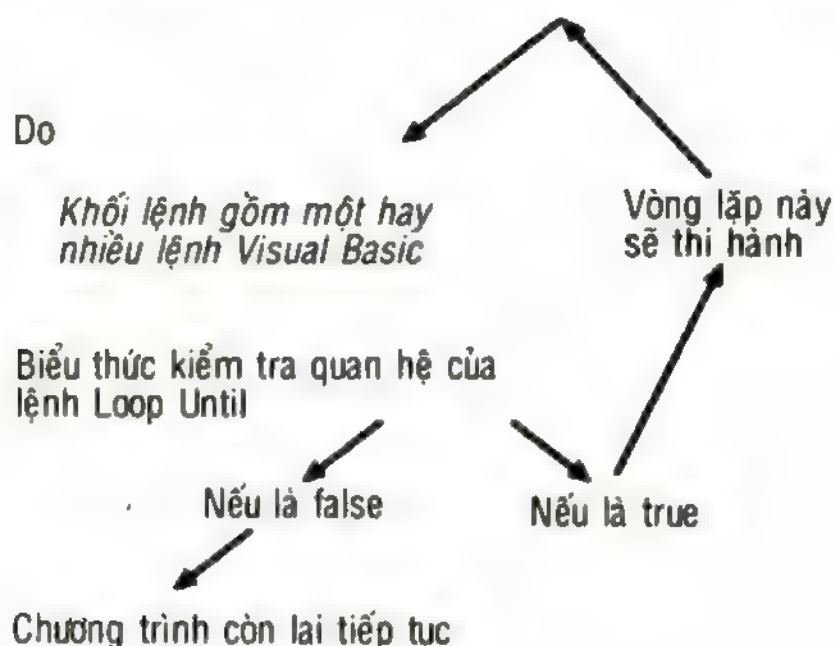 Do
Khối lệnh gồm một hay
nhiều lệnh Visual Basic
Vòng lặp này
sẽ thi hành
Biểu thức kiểm tra quan hệ của
lệnh Loop Until
Nếu là false
Nếu là true
Chương trình còn lại tiếp tục